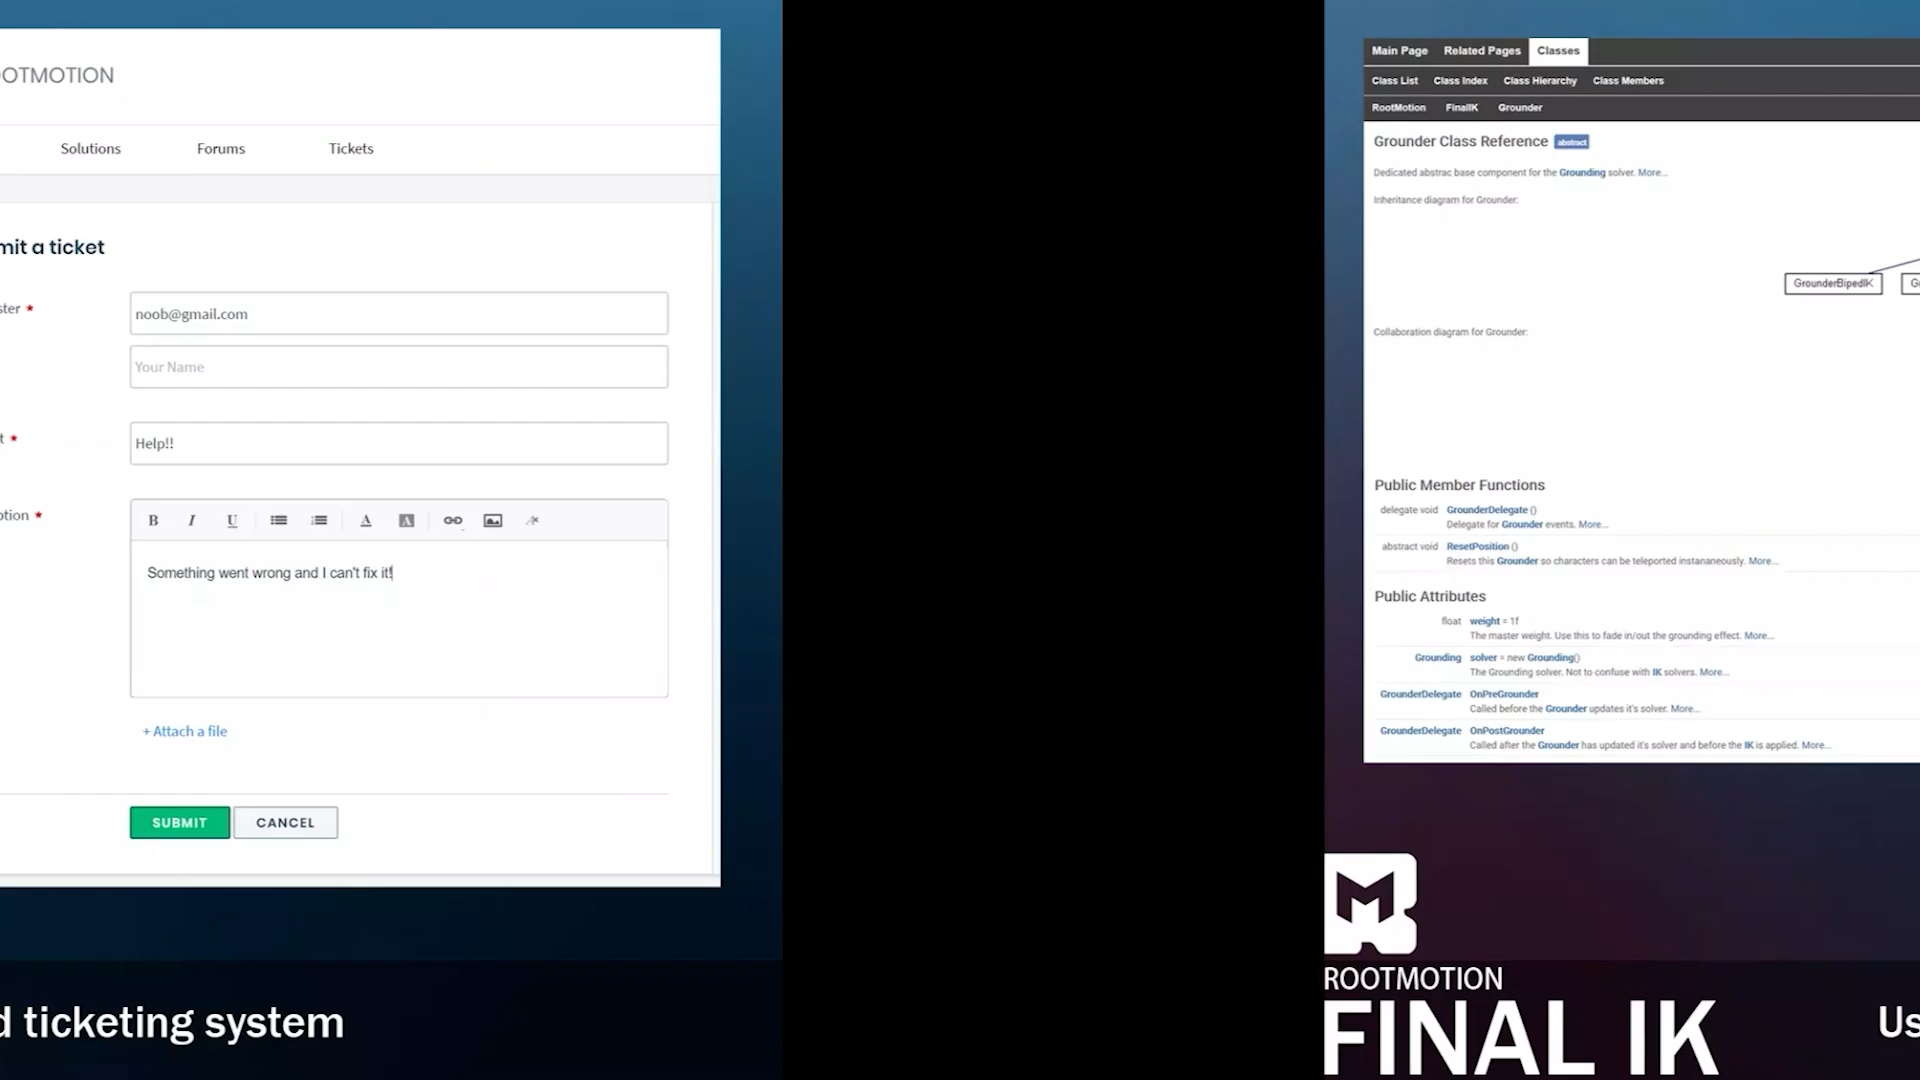 OTMOTION
Solutions Forums Tickets
mit a ticket
ster *
noob@gmail.com
Your Name
t *
Help!!
ption *
B I U A A
Something went wrong and I can't fix it!
+ Attach a file
SUBMIT CANCEL
d ticketing system
Main Page Related Pages Classes
Class List Class Index Class Hierarchy Class Members
RootMotion FinalIK Grounder
Grounder Class Reference abstract
Dedicated abstrac base component for the Grounding solver. More...
Inheritance diagram for Grounder:
GrounderBipedIK G
Collaboration diagram for Grounder:
Public Member Functions
delegate void GrounderDelegate ()
Delegate for Grounder events. More...
abstract void ResetPosition ()
Resets this Grounder so characters can be teleported instananeously. More...
Public Attributes
float weight = 1f
The master weight. Use this to fade in/out the grounding effect. More...
Grounding solver = new Grounding()
The Grounding solver. Not to confuse with IK solvers. More...
GrounderDelegate OnPreGrounder
Called before the Grounder updates it's solver. More...
GrounderDelegate OnPostGrounder
Called after the Grounder has updated it's solver and before the IK is applied. More...
ROOTMOTION
FINAL IK
Us